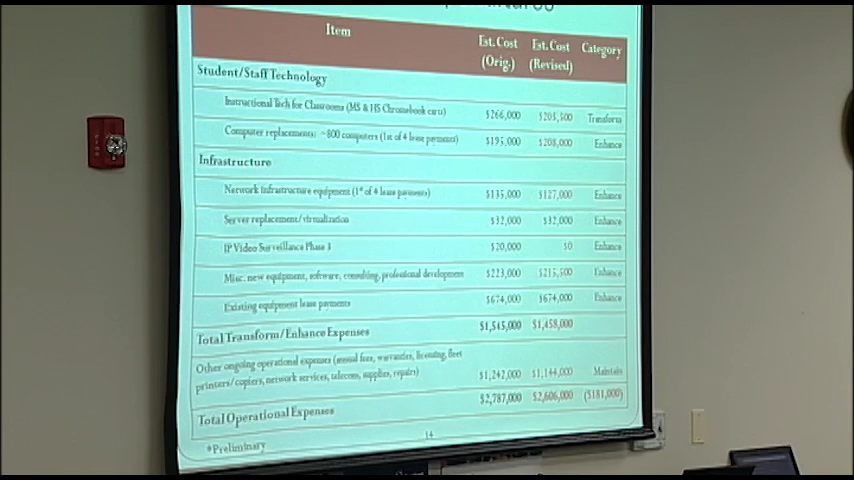 Item Est. Cost (Orig.) Est. Cost (Revised) Category
Student/Staff Technology
Instructional Tech for Classrooms (MS & HS Chromebook carts) $266,000 $205,500 Transform
Computer replacements: ~800 computers (1st of 4 lease payments) $195,000 $208,000 Enhance
Infrastructure
Network infrastructure equipment (1st of 4 lease payments) $135,000 $127,000 Enhance
Server replacement/virtualization $32,000 $32,000 Enhance
IP Video Surveillance Phase 3 $20,000 $0 Enhance
Misc. new equipment, software, consulting, professional development $223,000 $215,500 Enhance
Existing equipment lease payments $674,000 $674,000 Enhance
Total Transform/Enhance Expenses $1,545,000 $1,458,000
Other ongoing operational expenses (annual fees, warranties, licensing, fleet
printers/copiers, network services, telecom, supplies, repairs) $1,242,000 $1,144,000 Maintain
Total Operational Expenses $2,787,000 $2,606,000 ($181,000)
*Preliminary
14